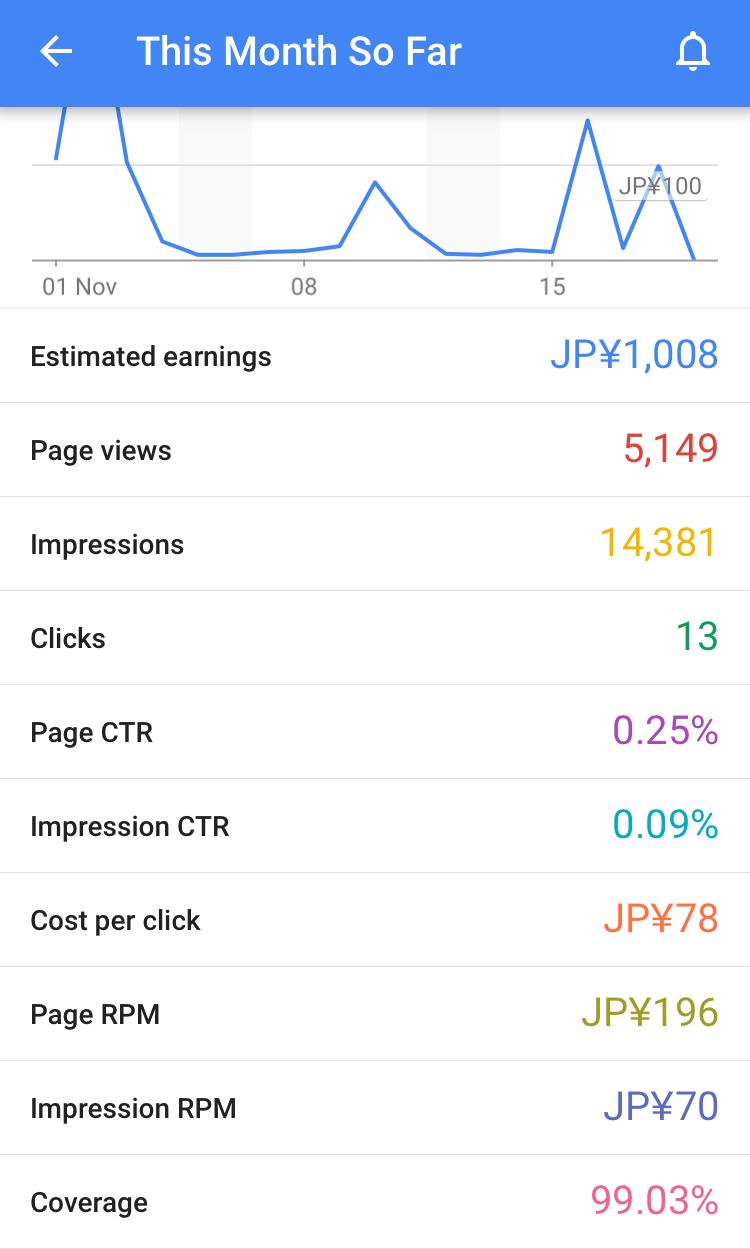 This Month So Far
JP¥100
01 Nov 08 15
Estimated earnings JP¥1,008
Page views 5,149
Impressions 14,381
Clicks 13
Page CTR 0.25%
Impression CTR 0.09%
Cost per click JP¥78
Page RPM JP¥196
Impression RPM JP¥70
Coverage 99.03%